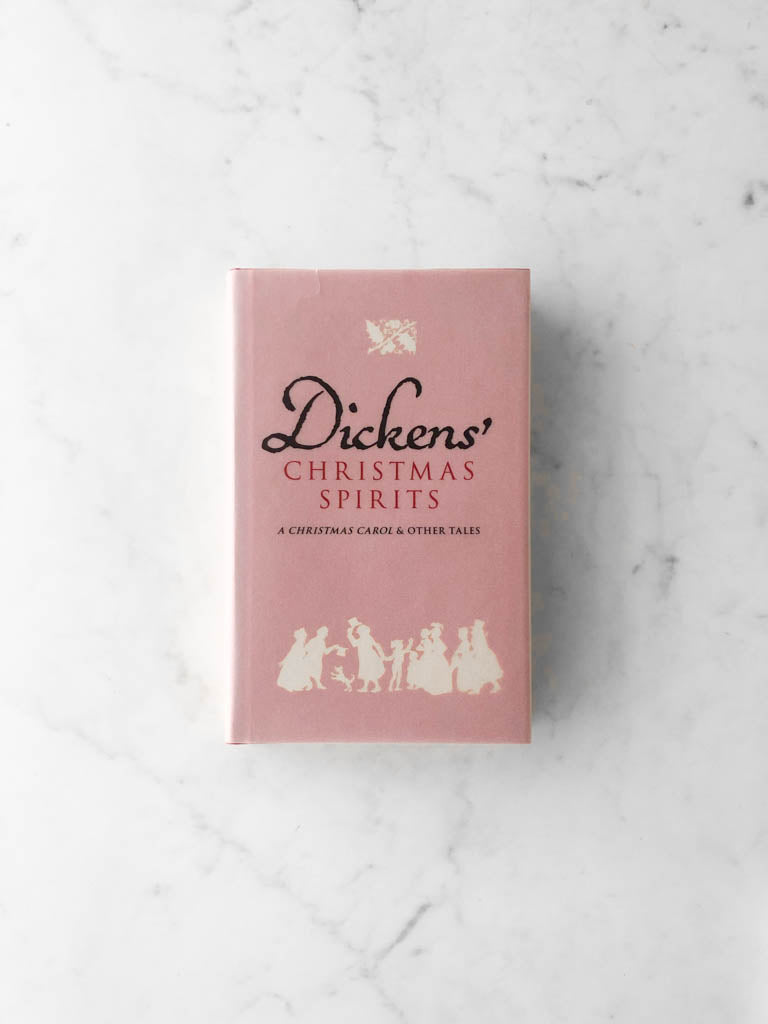 Dickens'
CHRISTMAS
SPIRITS
A CHRISTMAS CAROL & OTHER TALES